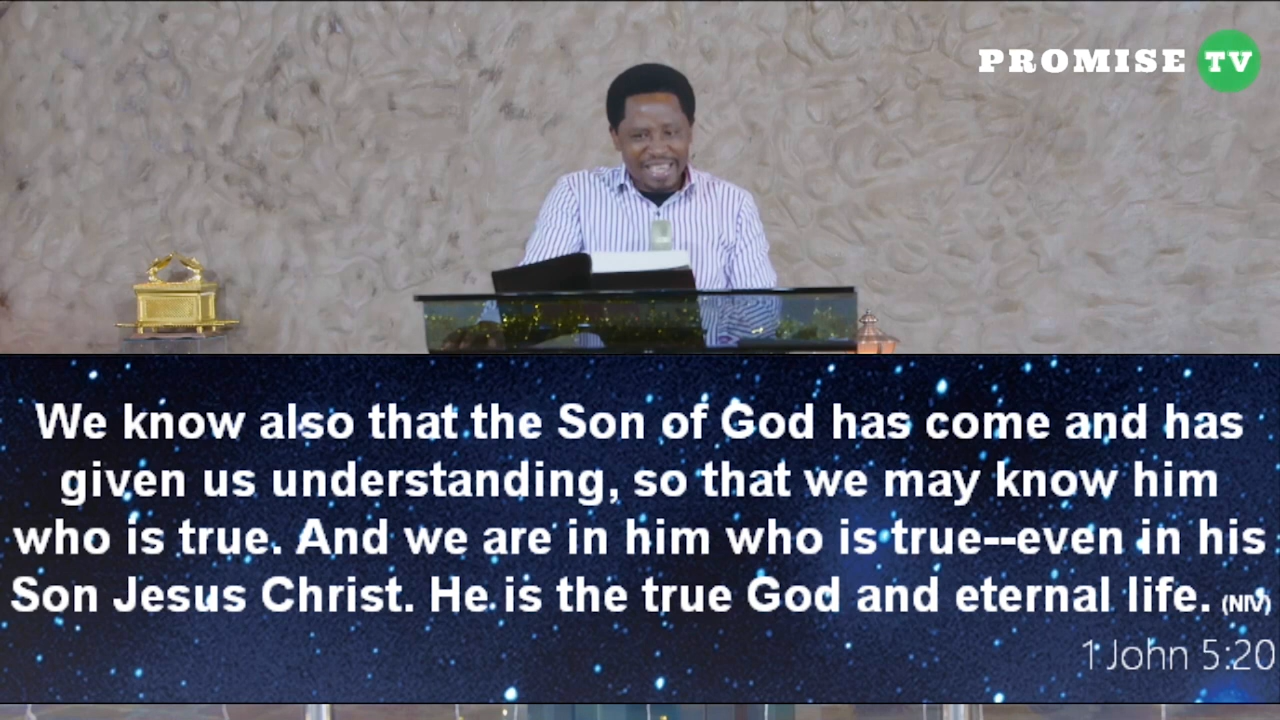 PROMISE TV
We know also that the Son of God has come and has
given us understanding, so that we may know him
who is true. And we are in him who is true--even in his
Son Jesus Christ. He is the true God and eternal life. (NIV)
1 John 5:20